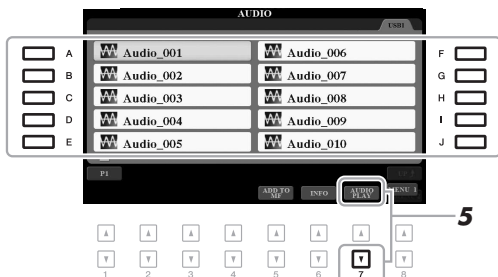 AUDIO
USB1
A Audio_001 Audio_006 F
B Audio_002 Audio_007 G
C Audio_003 Audio_008 H
D Audio_004 Audio_009 I
E Audio_005 Audio_010 J
P1
ADD TO MF INFO AUDIO PLAY MENU 1
5
1 2 3 4 5 6 7 8